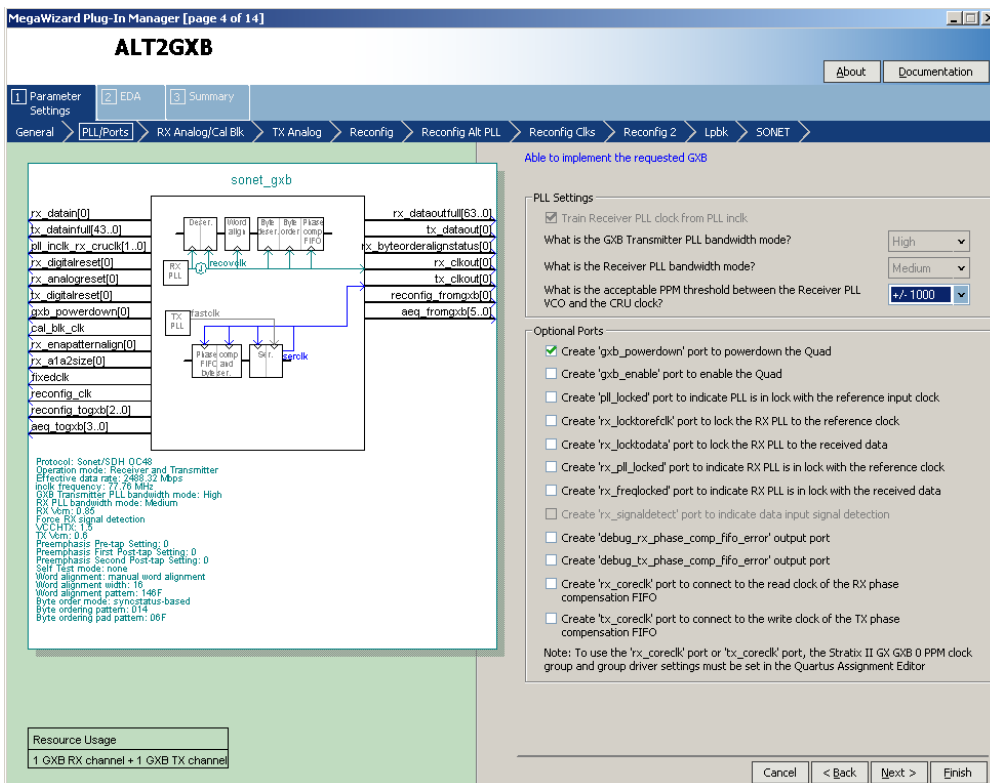 MegaWizard Plug-In Manager [page 4 of 14]
ALT2GXB
About
Documentation
1 Parameter Settings
2 EDA
3 Summary
General
PLL/Ports
RX Analog/Cal Blk
TX Analog
Reconfig
Reconfig Alt PLL
Reconfig Clks
Reconfig 2
Lpbk
SONET
sonet_gxb
rx_datain[0]
tx_datainfull[43..0]
pll_inclk_rx_cruclk[1..0]
rx_digitalreset[0]
rx_analogreset[0]
tx_digitalreset[0]
gxb_powerdown[0]
cal_blk_clk
rx_enapatternalign[0]
rx_a1a2size[0]
fixedclk
reconfig_clk
reconfig_togxb[2..0]
aeq_togxb[3..0]
Deser.
Word align
Byte deser.
Byte order
Phase comp FIFO
RX PLL
recovclk
TX PLL
fastclk
Phase comp FIFO and byte ser.
Ser.
serclk
rx_dataoutfull[63..0]
tx_dataout[0]
rx_byteorderalignstatus[0]
rx_clkout[0]
tx_clkout[0]
reconfig_fromgxb[0]
aeq_fromgxb[5..0]
Protocol: Sonet/SDH OC48
Operation mode: Receiver and Transmitter
Effective data rate: 2488.32 Mbps
inclk frequency: 77.76 MHz
GXB Transmitter PLL bandwidth mode: High
RX PLL bandwidth mode: Medium
RX Vcm: 0.85
Force RX signal detection
VCCHTX: 1.5
TX Vcm: 0.6
Preemphasis Pre-tap Setting: 0
Preemphasis First Post-tap Setting: 0
Preemphasis Second Post-tap Setting: 0
Self Test mode: none
Word alignment: manual word alignment
Word alignment width: 16
Word alignment pattern: 146F
Byte order mode: syncstatus-based
Byte ordering pattern: 014
Byte ordering pad pattern: 06F
Resource Usage
1 GXB RX channel + 1 GXB TX channel
Able to implement the requested GXB
PLL Settings
Train Receiver PLL clock from PLL inclk
What is the GXB Transmitter PLL bandwidth mode?
High
What is the Receiver PLL bandwidth mode?
Medium
What is the acceptable PPM threshold between the Receiver PLL
VCO and the CRU clock?
+/- 1000
Optional Ports
Create 'gxb_powerdown' port to powerdown the Quad
Create 'gxb_enable' port to enable the Quad
Create 'pll_locked' port to indicate PLL is in lock with the reference input clock
Create 'rx_locktorefclk' port to lock the RX PLL to the reference clock
Create 'rx_locktodata' port to lock the RX PLL to the received data
Create 'rx_pll_locked' port to indicate RX PLL is in lock with the reference clock
Create 'rx_freqlocked' port to indicate RX PLL is in lock with the received data
Create 'rx_signaldetect' port to indicate data input signal detection
Create 'debug_rx_phase_comp_fifo_error' output port
Create 'debug_tx_phase_comp_fifo_error' output port
Create 'rx_coreclk' port to connect to the read clock of the RX phase
compensation FIFO
Create 'tx_coreclk' port to connect to the write clock of the TX phase
compensation FIFO
Note: To use the 'rx_coreclk' port or 'tx_coreclk' port, the Stratix II GX GXB 0 PPM clock
group and group driver settings must be set in the Quartus Assignment Editor
Cancel
< Back
Next >
Finish